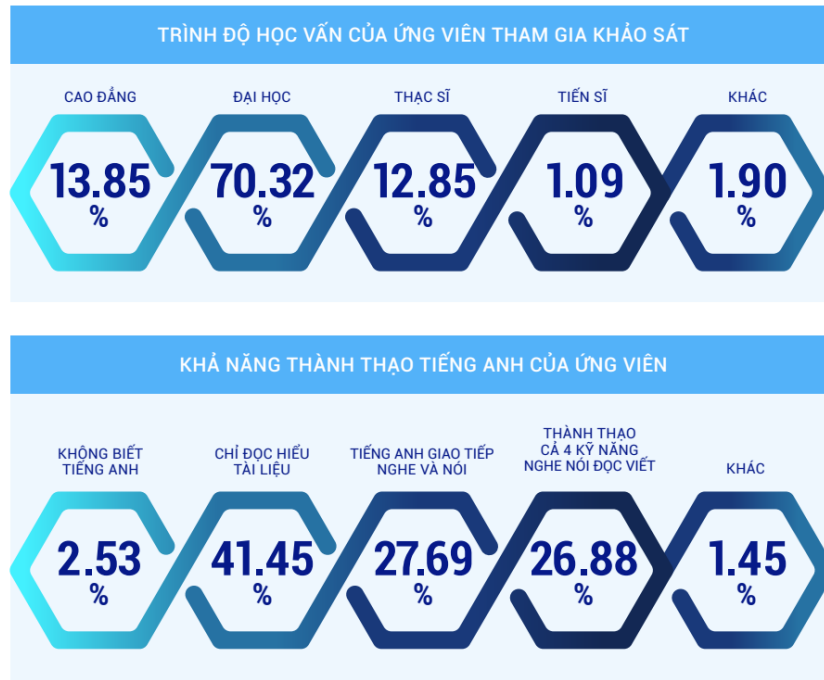 TRÌNH ĐỘ HỌC VẤN CỦA ỨNG VIÊN THAM GIA KHẢO SÁT
CAO ĐẲNG
13.85
%
ĐẠI HỌC
70.32
%
THẠC SĨ
12.85
%
TIẾN SĨ
1.09
%
KHÁC
1.90
%
KHẢ NĂNG THÀNH THẠO TIẾNG ANH CỦA ỨNG VIÊN
KHÔNG BIẾT
TIẾNG ANH
2.53
%
CHỈ ĐỌC HIỂU
TÀI LIỆU
41.45
%
TIẾNG ANH GIAO TIẾP
NGHE VÀ NÓI
27.69
%
THÀNH THẠO
CẢ 4 KỸ NĂNG
NGHE NÓI ĐỌC VIẾT
26.88
%
KHÁC
1.45
%